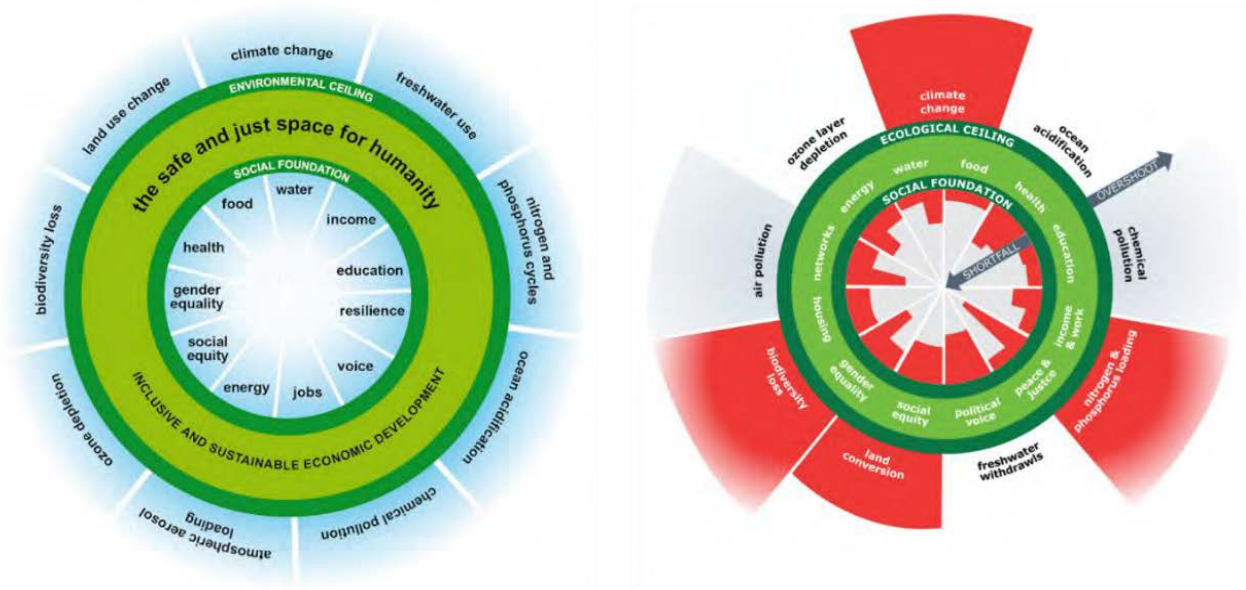 climate change
freshwater use
nitrogen and
phosphorus cycles
ocean acidification
chemical pollution
atmospheric aerosol
loading
ozone depletion
biodiversity loss
land use change
ENVIRONMENTAL CEILING
the safe and just space for humanity
SOCIAL FOUNDATION
water
income
education
resilience
voice
jobs
energy
social
equity
gender
equality
health
food
INCLUSIVE AND SUSTAINABLE ECONOMIC DEVELOPMENT
climate
change
ocean
acidification
chemical
pollution
nitrogen &
phosphorus loading
freshwater
withdrawls
land
conversion
biodiversity
loss
air pollution
ozone layer
depletion
ECOLOGICAL CEILING
OVERSHOOT
water
food
health
education
income
& work
peace &
justce
political
voice
social
equity
gender
equality
housing
networks
energy
SOCIAL FOUNDATION
SHORTFALL